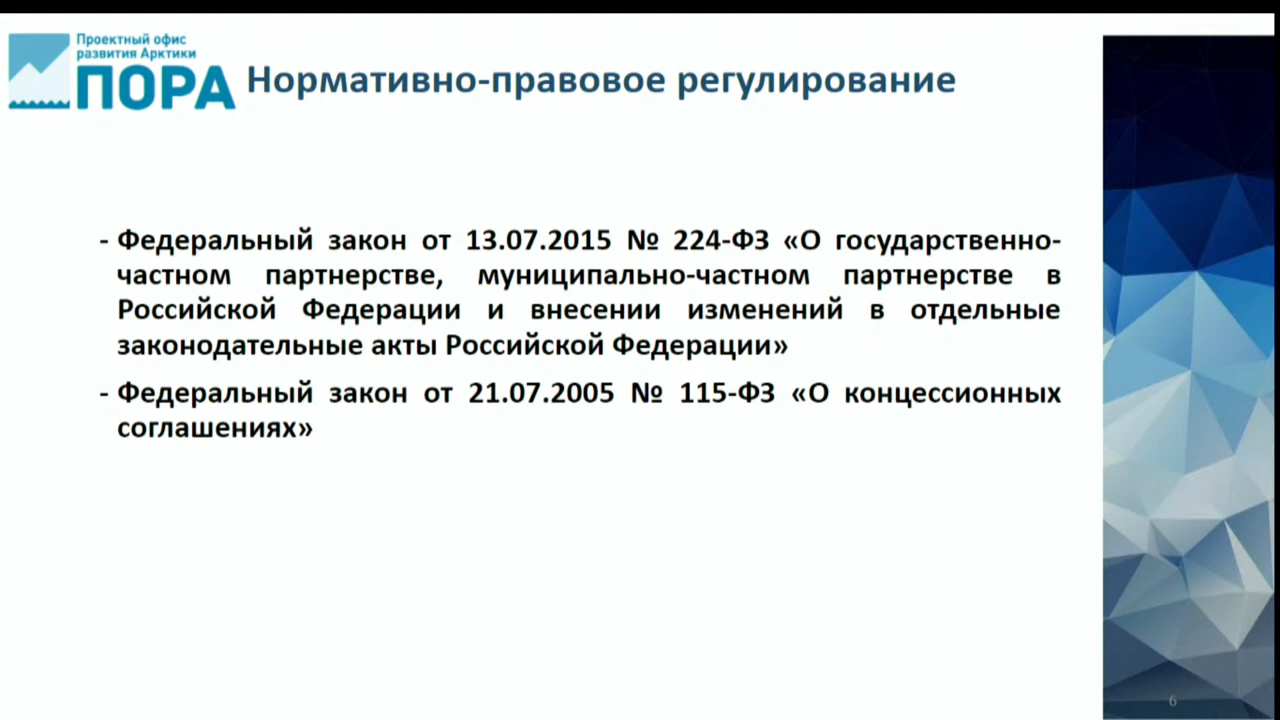 Проектный офис
развития Арктики
ПОРА
Нормативно-правовое регулирование
- Федеральный закон от 13.07.2015 № 224-ФЗ «О государственно-
частном партнерстве, муниципально-частном партнерстве в
Российской Федерации и внесении изменений в отдельные
законодательные акты Российской Федерации»
- Федеральный закон от 21.07.2005 № 115-ФЗ «О концессионных
соглашениях»
6